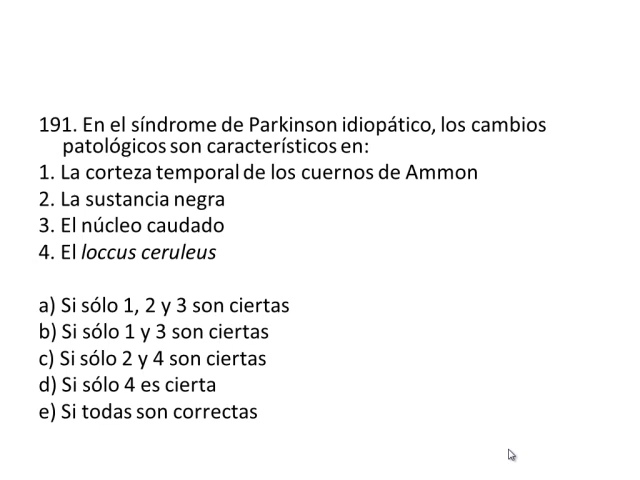 191. En el síndrome de Parkinson idiopático, los cambios
patológicos son característicos en:
1. La corteza temporal de los cuernos de Ammon
2. La sustancia negra
3. El núcleo caudado
4. El loccus ceruleus
a) Si sólo 1, 2 y 3 son ciertas
b) Si sólo 1 y 3 son ciertas
c) Si sólo 2 y 4 son ciertas
d) Si sólo 4 es cierta
e) Si todas son correctas